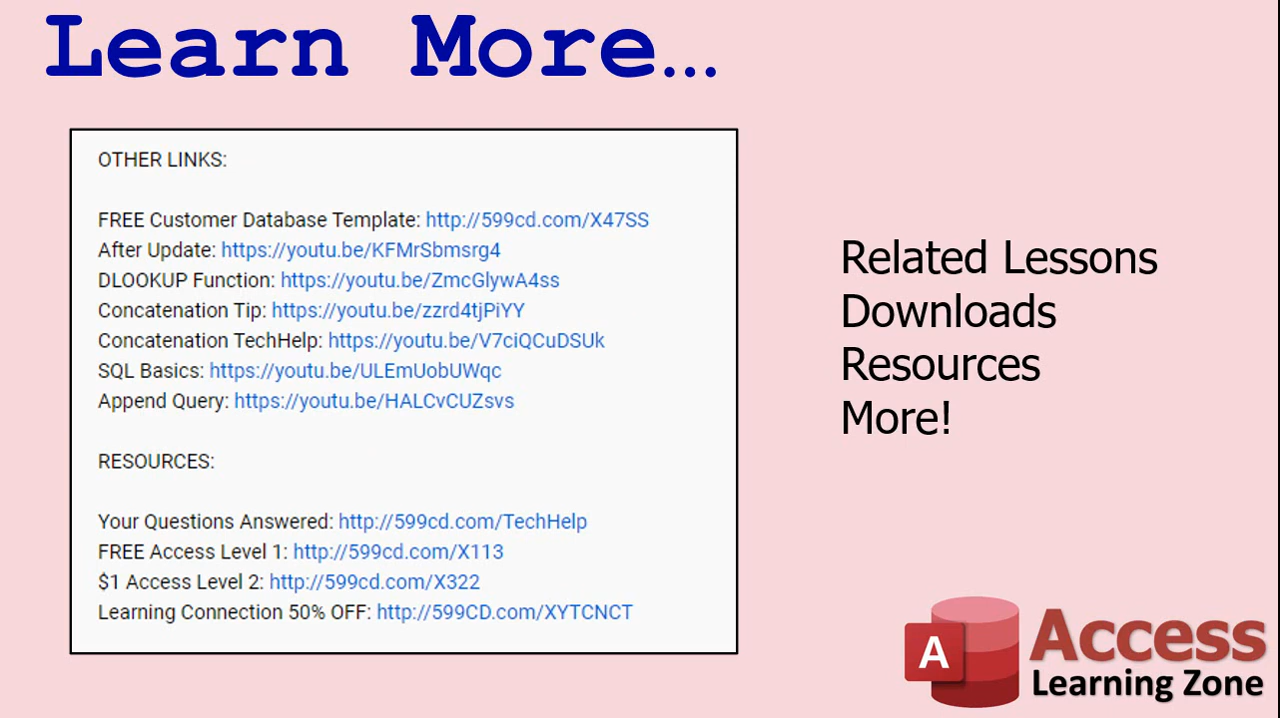 Learn More...
OTHER LINKS:
FREE Customer Database Template: http://599cd.com/X47SS
After Update: https://youtu.be/KFMrSbmsrg4
DLOOKUP Function: https://youtu.be/ZmcGlywA4ss
Concatenation Tip: https://youtu.be/zzrd4tjPiYY
Concatenation TechHelp: https://youtu.be/V7ciQCuDSUk
SQL Basics: https://youtu.be/ULEmUobUWqc
Append Query: https://youtu.be/HALCvCUZsvs
RESOURCES:
Your Questions Answered: http://599cd.com/TechHelp
FREE Access Level 1: http://599cd.com/X113
$1 Access Level 2: http://599cd.com/X322
Learning Connection 50% OFF: http://599CD.com/XYTCNCT
Related Lessons
Downloads
Resources
More!
A
Access
Learning Zone